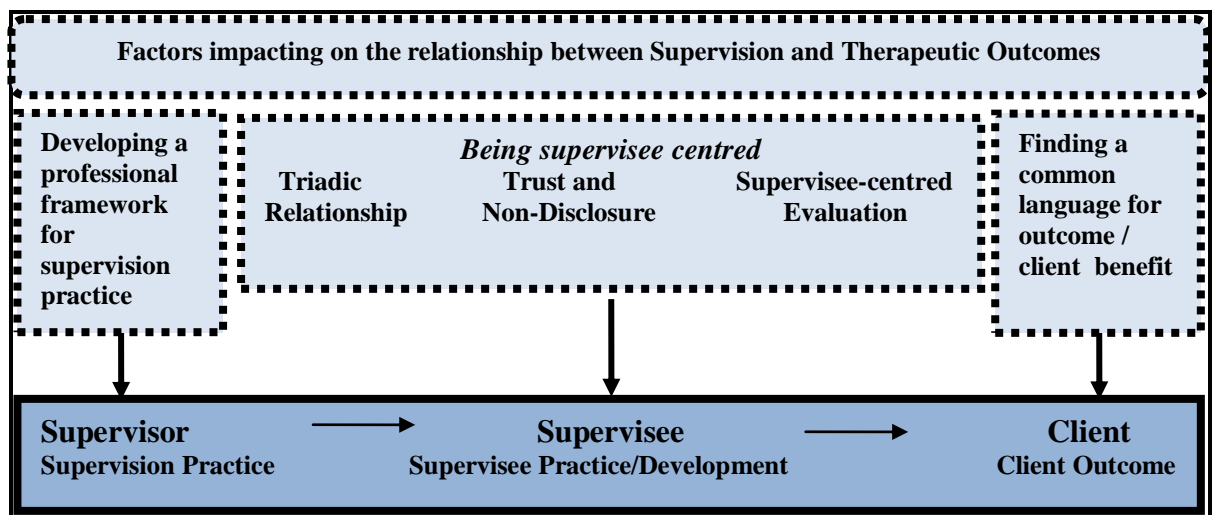 Factors impacting on the relationship between Supervision and Therapeutic Outcomes
Developing a
professional
framework
for
supervision
practice
Being supervisee centred
Triadic Trust and Supervisee-centred
Relationship Non-Disclosure Evaluation
Finding a
common
language for
outcome /
client benefit
Supervisor Supervisee Client
Supervision Practice Supervisee Practice/Development Client Outcome